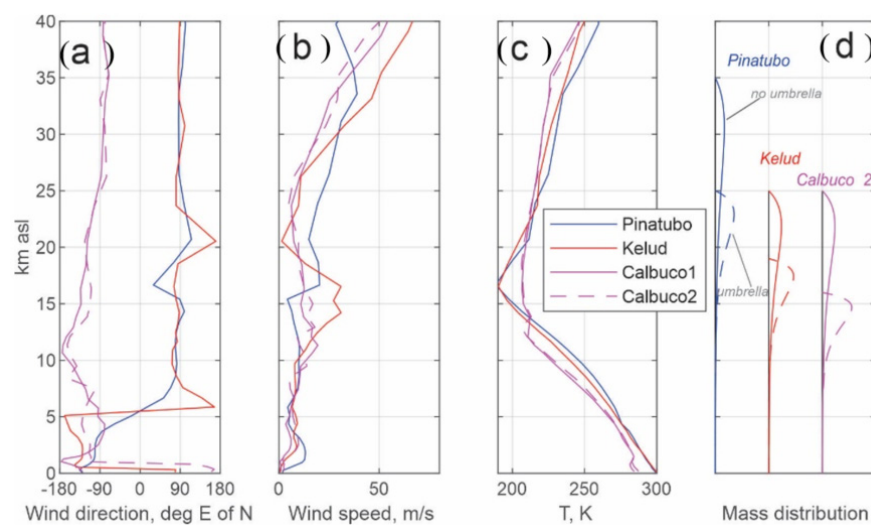 40
35
30
25
20
15
10
5
0
km asl
(a)
-180 -90 0 90 180
Wind direction, deg E of N
(b)
0 50
Wind speed, m/s
(c)
200 250 300
T, K
Pinatubo
Kelud
Calbuco1
Calbuco2
(d)
Pinatubo
no umbrella
Kelud
Calbuco 2
umbrella
Mass distribution